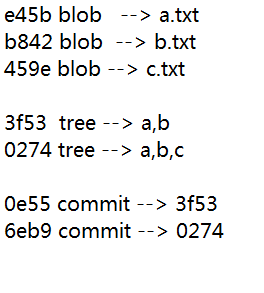 e45b blob   --> a.txt
b842 blob  --> b.txt
459e blob --> c.txt

3f53  tree --> a,b
0274 tree --> a,b,c

0e55 commit --> 3f53
6eb9 commit --> 0274